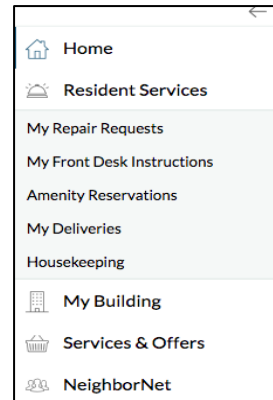 Home
Resident Services
My Repair Requests
My Front Desk Instructions
Amenity Reservations
My Deliveries
Housekeeping
My Building
Services & Offers
NeighborNet